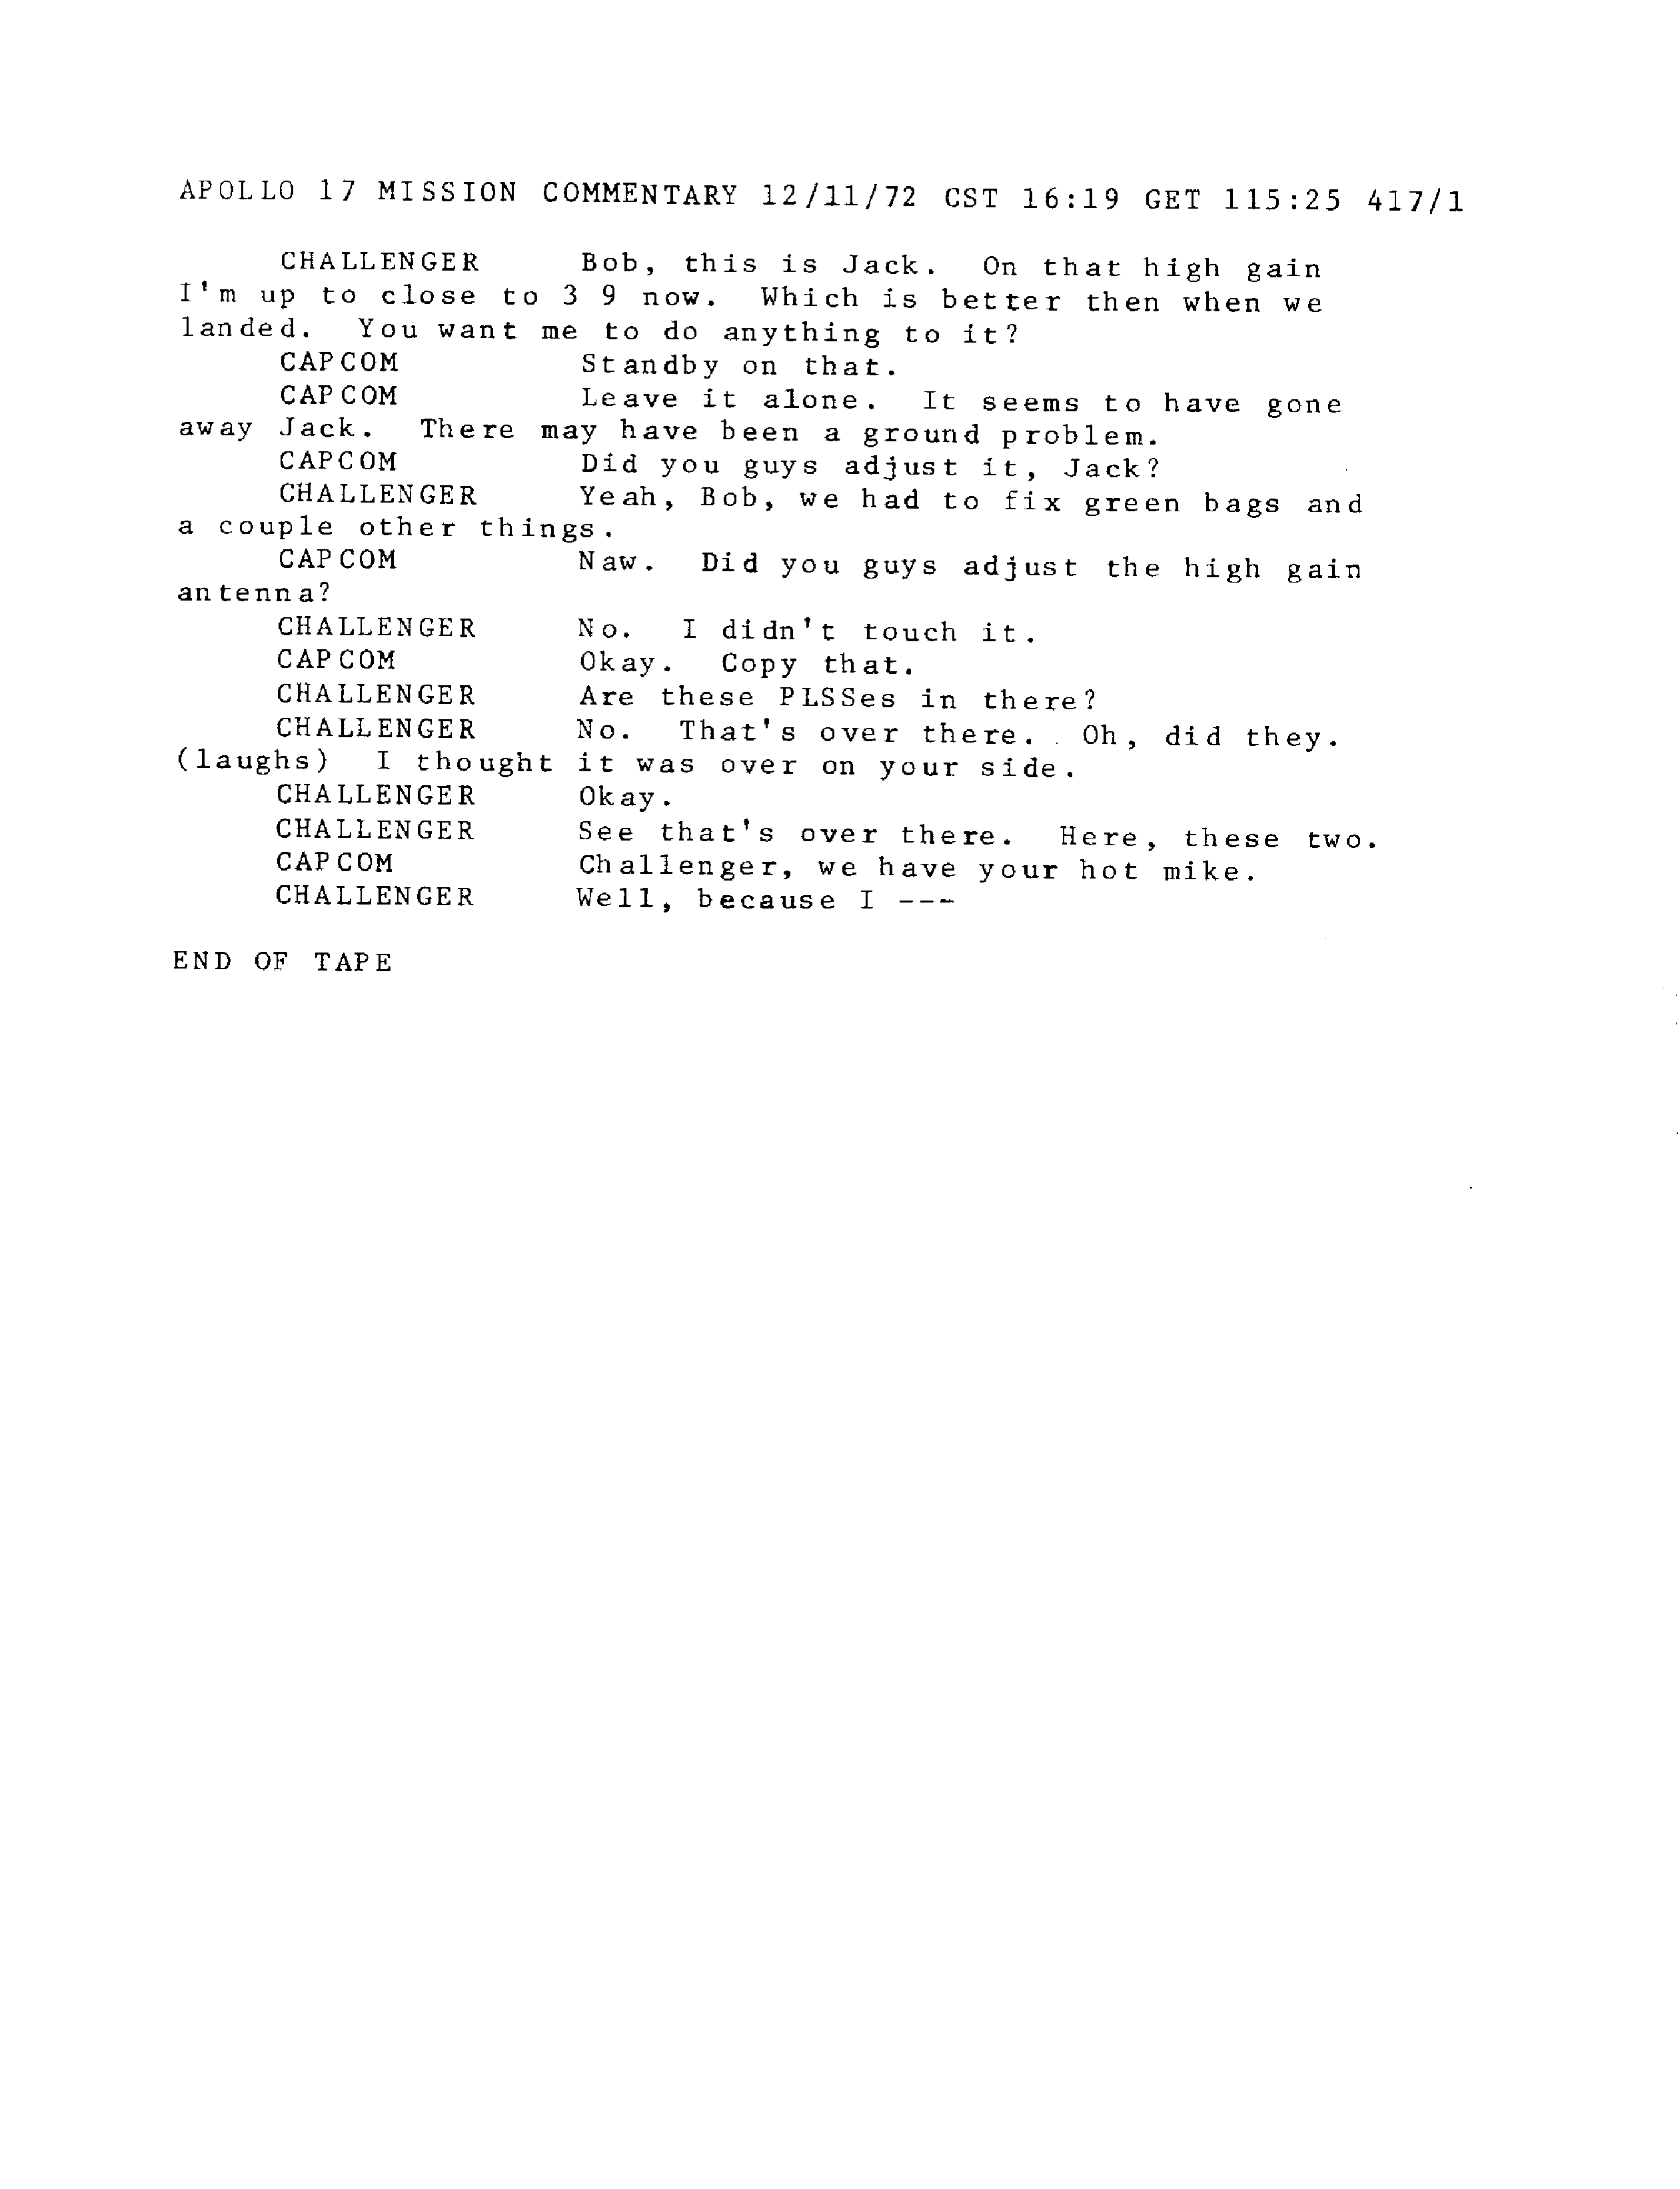 APOLLO 17 MISSION COMMENTARY 12/11/72 CST 16:19 GET 115:25 417/1
CHALLENGER Bob, this is Jack. On that high gain
I'm up to close to 3 9 now. Which is better then when we
landed. You want me to do anything to it?
CAPCOM Standby on that.
CAPCOM Leave it alone. It seems to have gone
away Jack. There may have been a ground problem.
CAPCOM Did you guys adjust it, Jack?
CHALLENGER Yeah, Bob, we had to fix green bags and
a couple other things.
CAPCOM Naw. Did you guys adjust the high gain
antenna?
CHALLENGER No. I didn't touch it.
CAPCOM Okay. Copy that.
CHALLENGER Are these PLSSes in there?
CHALLENGER No. That's over there. Oh, did they.
(laughs) I thought it was over on your side.
CHALLENGER Okay.
CHALLENGER See that's over there. Here, these two.
CAPCOM Challenger, we have your hot mike.
CHALLENGER Well, because I ---
END OF TAPE